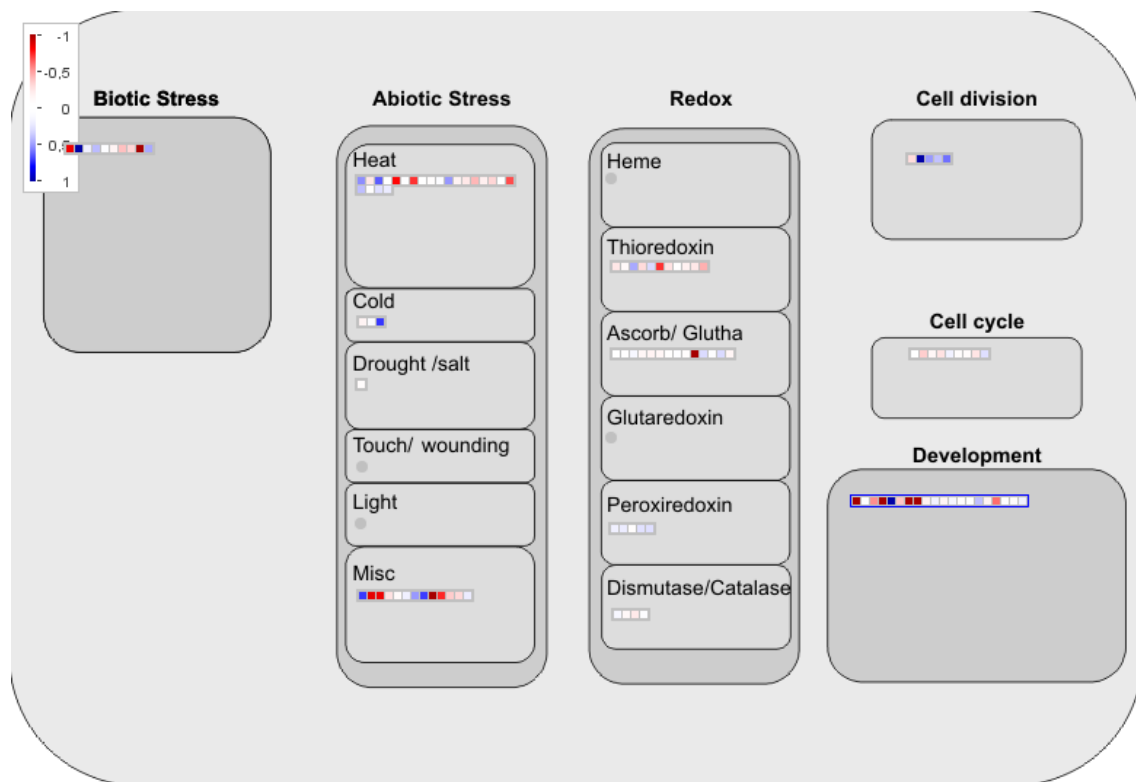 -1
-0,5
0
0,5
1
Biotic Stress
Abiotic Stress
Redox
Cell division
Heat
Heme
Thioredoxin
Cold
Ascorb/ Glutha
Cell cycle
Drought /salt
Glutaredoxin
Touch/ wounding
Development
Light
Peroxiredoxin
Misc
Dismutase/Catalase